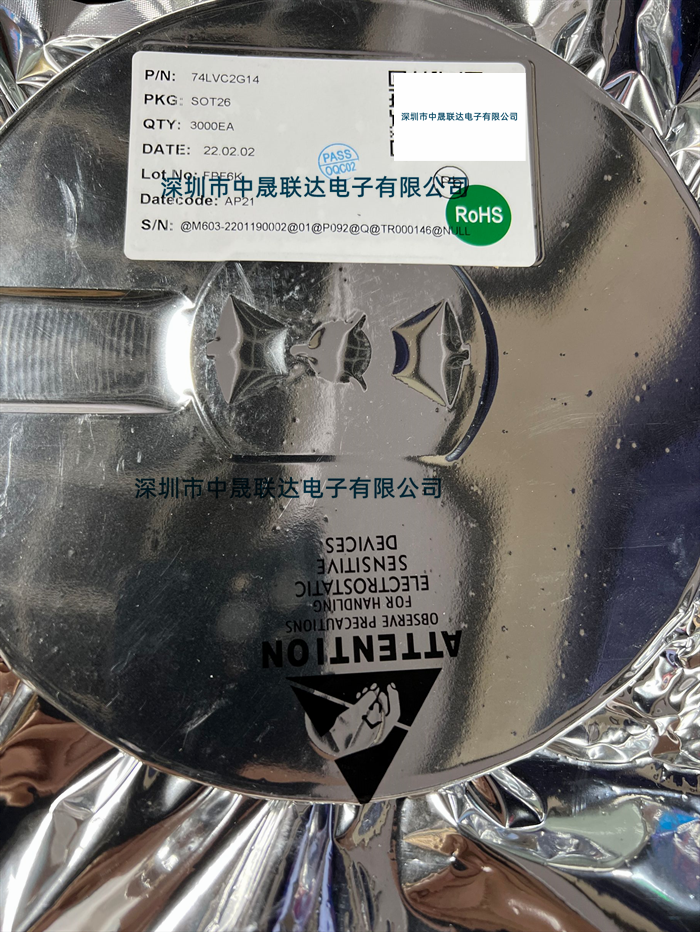 P/N: 74LVC2G14
PKG: SOT26
QTY: 3000EA
DATE: 22.02.02
Lot No:
Datecode: AP21
S/N: @M603-2201190002@01@P092@Q@TR000146@NULL
PASS
OQC02
RoHS
深圳市中晟联达电子有限公司
深圳市中晟联达电子有限公司
深圳市中晟联达电子有限公司
ATTENTION
OBSERVE PRECAUTIONS
FOR HANDLING
ELECTROSTATIC
SENSITIVE
DEVICES